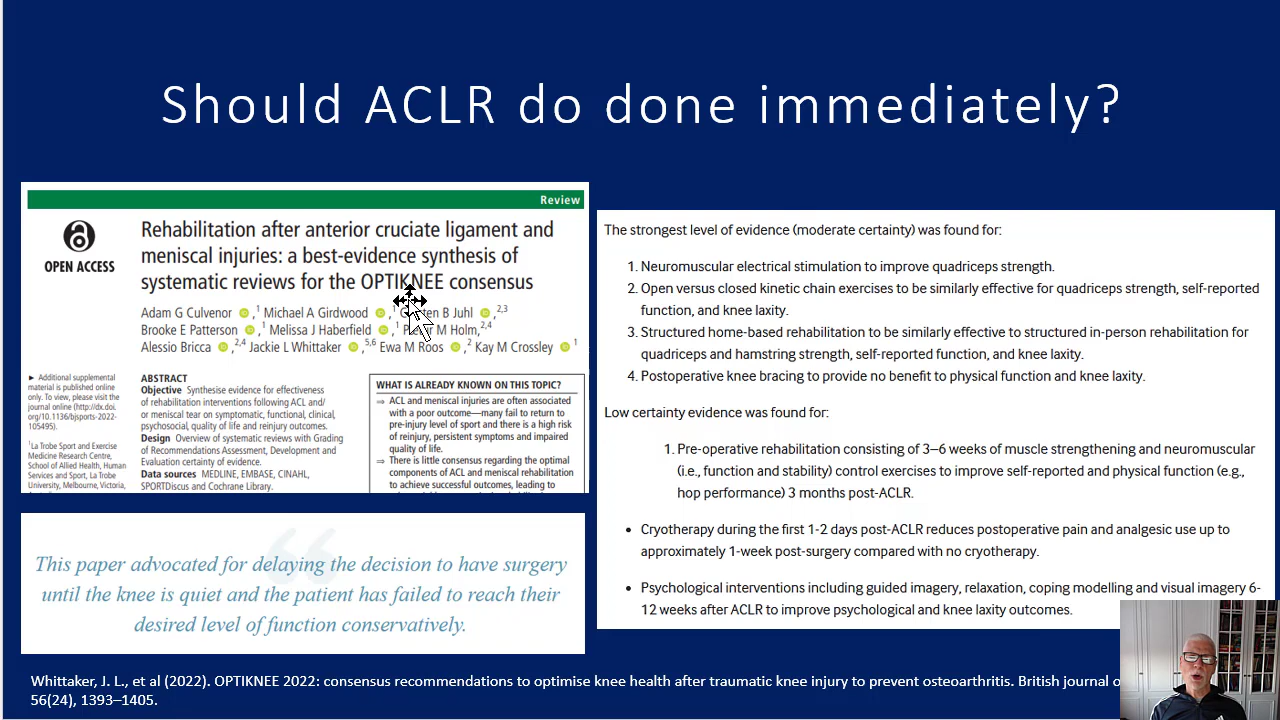 Should ACLR do done immediately?
Review
OPEN ACCESS
Rehabilitation after anterior cruciate ligament and
meniscal injuries: a best-evidence synthesis of
systematic reviews for the OPTIKNEE consensus
Adam G Culvenor ,1 Michael A Girdwood ,1 B Juhl ,2,3
Brooke E Patterson ,1 Melissa J Haberfield ,1 M Holm,2,4
Alessio Bricca ,2,4 Jackie L Whittaker ,5,6 Ewa M Roos ,2 Kay M Crossley 1
► Additional supplemental
material is published online
only. To view, please visit the
journal online (http://dx.doi.
org/10.1136/bjsports-2022-
105495).
1La Trobe Sport and Exercise
Medicine Research Centre,
School of Allied Health, Human
Services and Sport, La Trobe
University, Melbourne, Victoria,
ABSTRACT
Objective Synthesise evidence for effectiveness
of rehabilitation interventions following ACL and/
or meniscal tear on symptomatic, functional, clinical,
psychosocial, quality of life and reinjury outcomes.
Design Overview of systematic reviews with Grading
of Recommendations Assessment, Development and
Evaluation certainty of evidence.
Data sources MEDLINE, EMBASE, CINAHL,
SPORTDiscus and Cochrane Library.
WHAT IS ALREADY KNOWN ON THIS TOPIC?
⇒ ACL and meniscal injuries are often associated
with a poor outcome—many fail to return to
pre-injury level of sport and there is a high risk
of reinjury, persistent symptoms and impaired
quality of life.
⇒ There is little consensus regarding the optimal
components of ACL and meniscal rehabilitation
to achieve successful outcomes, leading to
This paper advocated for delaying the decision to have surgery
until the knee is quiet and the patient has failed to reach their
desired level of function conservatively.
The strongest level of evidence (moderate certainty) was found for:
1. Neuromuscular electrical stimulation to improve quadriceps strength.
2. Open versus closed kinetic chain exercises to be similarly effective for quadriceps strength, self-reported
function, and knee laxity.
3. Structured home-based rehabilitation to be similarly effective to structured in-person rehabilitation for
quadriceps and hamstring strength, self-reported function, and knee laxity.
4. Postoperative knee bracing to provide no benefit to physical function and knee laxity.
Low certainty evidence was found for:
1. Pre-operative rehabilitation consisting of 3–6 weeks of muscle strengthening and neuromuscular
(i.e., function and stability) control exercises to improve self-reported and physical function (e.g.,
hop performance) 3 months post-ACLR.
• Cryotherapy during the first 1-2 days post-ACLR reduces postoperative pain and analgesic use up to
approximately 1-week post-surgery compared with no cryotherapy.
• Psychological interventions including guided imagery, relaxation, coping modelling and visual imagery 6-
12 weeks after ACLR to improve psychological and knee laxity outcomes.
Whittaker, J. L., et al (2022). OPTIKNEE 2022: consensus recommendations to optimise knee health after traumatic knee injury to prevent osteoarthritis. British journal
56(24), 1393–1405.